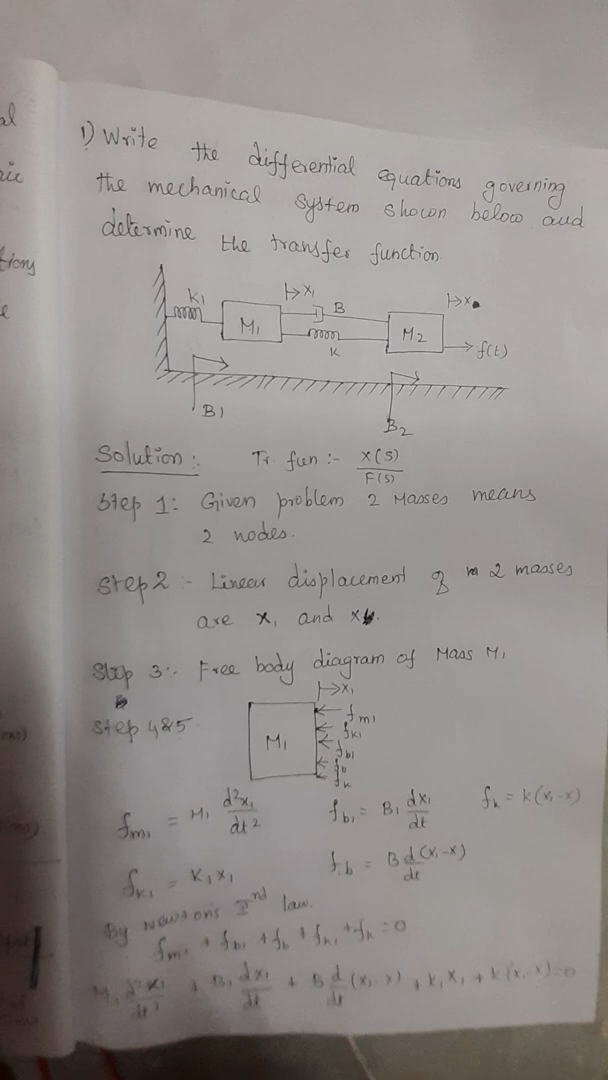 al
ric
tions
e
1) Write the differential equations governing
the mechanical system shown below and
determine the transfer function
K1 M1 →x1 B K M2 →x →f(t)
B1 B2
Solution :- Tr. fun :- X(S)/F(S)
Step 1: Given problem 2 Masses means
2 nodes.
Step 2 :- Linear displacement of m 2 masses
are x1 and x.
Step 3 :- Free body diagram of Mass M1
Step 4&5
M1 →x1 fm1 fk1 fb1 fb fk
fm1 = M1 d²x1/dt² fb1 = B1 dx1/dt fk = k(x1-x)
fk1 = K1x1 f.b = B d(x1-x)/dt
By Newton's IInd law.
fm1 + fb1 + fb + fk1 + fk = 0
M1 d²x1/dt² + B1 dx1/dt + B d/dt (x1-x) + K1x1 + k(x1-x)=0